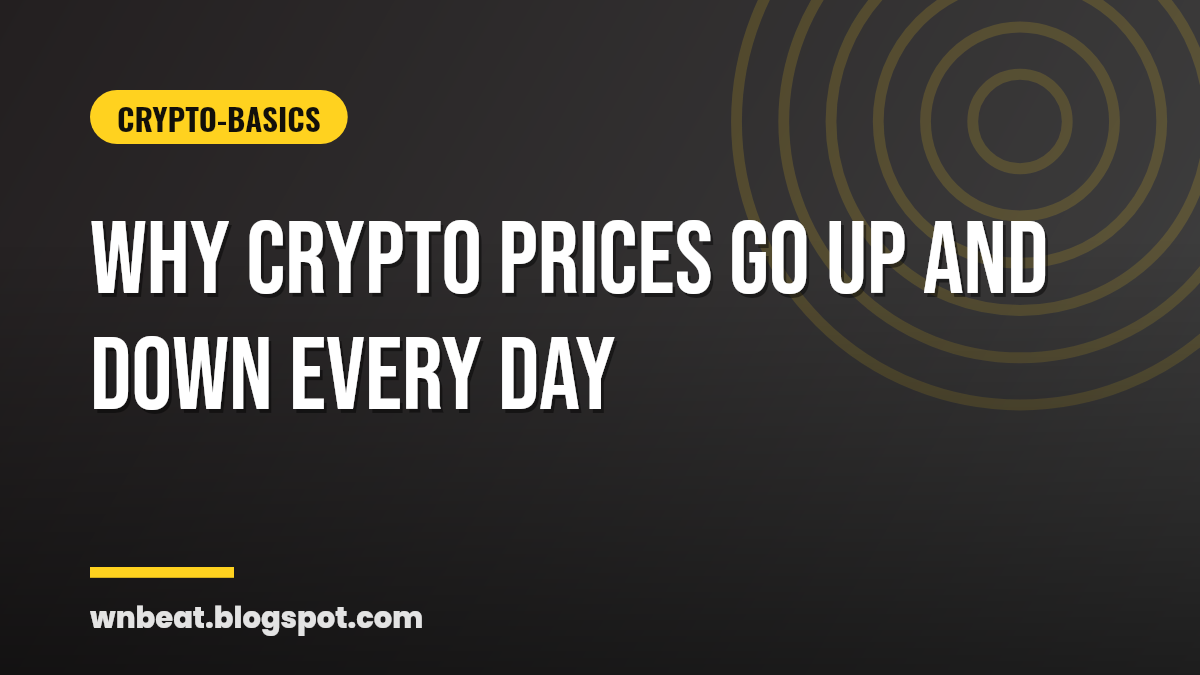 CRYPTO-BASICS
WHY CRYPTO PRICES GO UP AND
DOWN EVERY DAY
wnbeat.blogspot.com